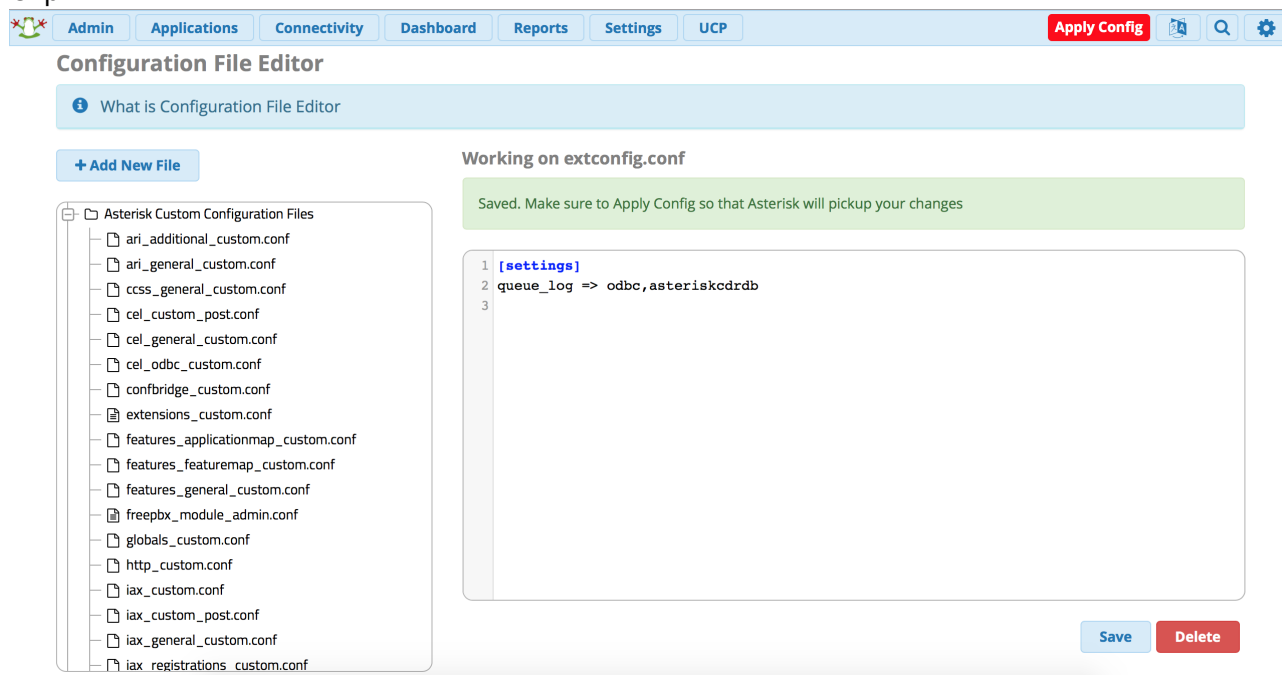 Admin
Applications
Connectivity
Dashboard
Reports
Settings
UCP
Apply Config
Configuration File Editor
What is Configuration File Editor
+ Add New File
Asterisk Custom Configuration Files
ari_additional_custom.conf
ari_general_custom.conf
ccss_general_custom.conf
cel_custom_post.conf
cel_general_custom.conf
cel_odbc_custom.conf
confbridge_custom.conf
extensions_custom.conf
features_applicationmap_custom.conf
features_featuremap_custom.conf
features_general_custom.conf
freepbx_module_admin.conf
globals_custom.conf
http_custom.conf
iax_custom.conf
iax_custom_post.conf
iax_general_custom.conf
iax_registrations_custom.conf
Working on extconfig.conf
Saved. Make sure to Apply Config so that Asterisk will pickup your changes
1 [settings]
2 queue_log => odbc,asteriskcdrdb
3
Save
Delete